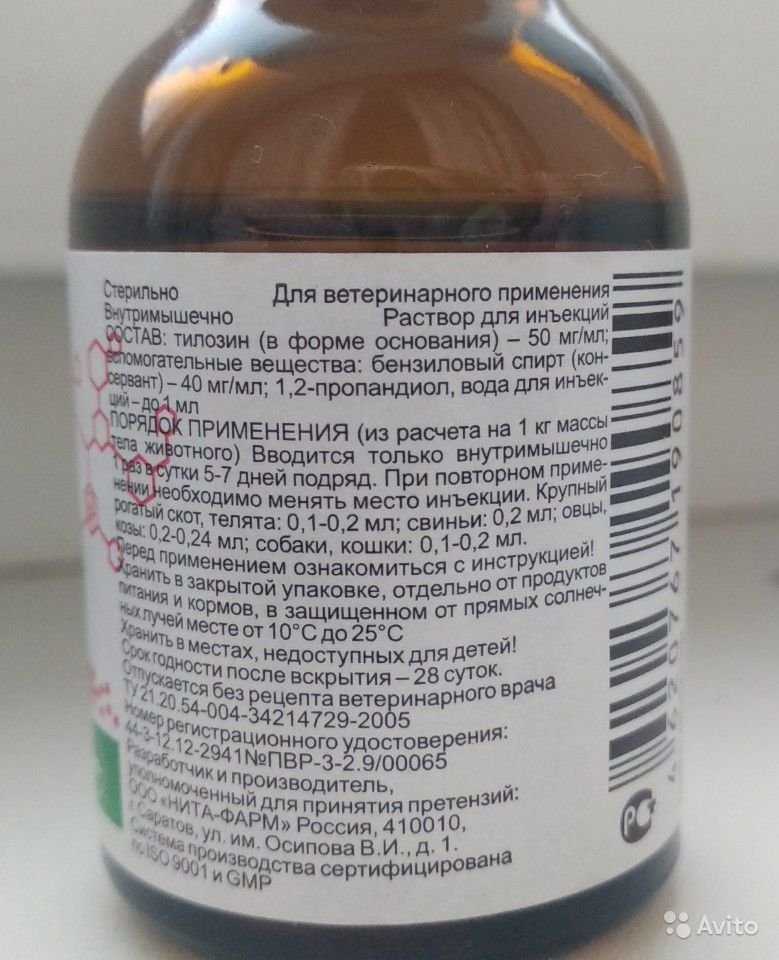 Стерильно Для ветеринарного применения
Внутримышечно Раствор для инъекций
СОСТАВ: тилозин (в форме основания) – 50 мг/мл;
вспомогательные вещества: бензиловый спирт (кон-
сервант) – 40 мг/мл; 1,2-пропандиол, вода для инъек-
ций – до 1 мл
ПОРЯДОК ПРИМЕНЕНИЯ (из расчета на 1 кг массы
тела животного) Вводится только внутримышечно
1 раз в сутки 5-7 дней подряд. При повторном приме-
нении необходимо менять место инъекции. Крупный
рогатый скот, телята: 0,1-0,2 мл; свиньи: 0,2 мл; овцы,
козы: 0,2-0,24 мл; собаки, кошки: 0,1-0,2 мл.
Перед применением ознакомиться с инструкцией!
Хранить в закрытой упаковке, отдельно от продуктов
питания и кормов, в защищенном от прямых солнеч-
ных лучей месте от 10°С до 25°С
Хранить в местах, недоступных для детей!
Срок годности после вскрытия – 28 суток.
Отпускается без рецепта ветеринарного врача
ТУ 21.20.54-004-34214729-2005
Номер регистрационного удостоверения:
44-3-12.12-2941№ПВР-3-2.9/00065
Разработчик и производитель,
уполномоченный для принятия претензий:
ООО «НИТА-ФАРМ» Россия, 410010,
г. Саратов, ул. им. Осипова В.И., д. 1.
Система производства сертифицирована
по ISO 9001 и GMP
4 620767 190859
РСТ
Avito